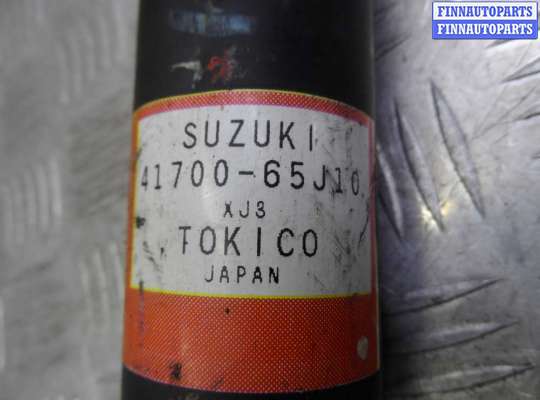 FINNAUTOPARTS
FINNAUTOPARTS
SUZUKI
41700-65J10
XJ3
TOKICO
JAPAN